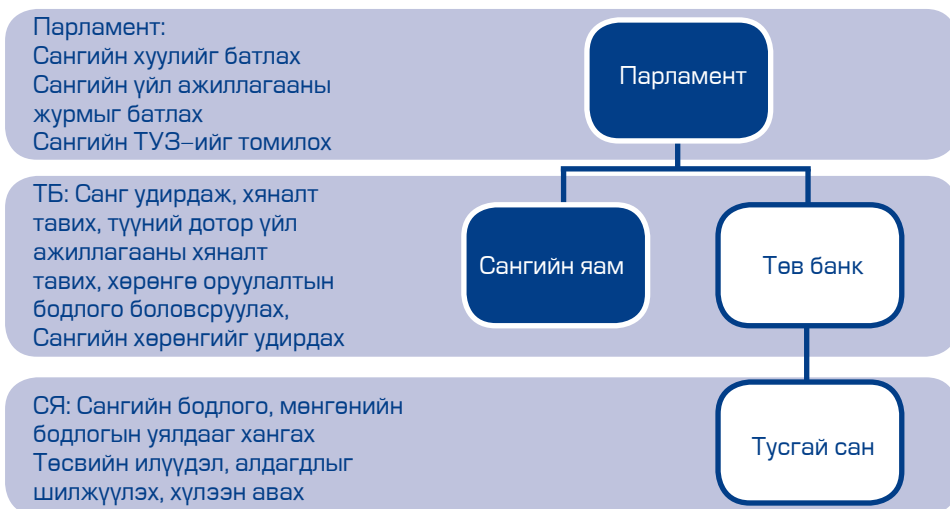 Парламент:
Сангийн хуулийг батлах
Сангийн үйл ажиллагааны
журмыг батлах
Сангийн ТУЗ–ийг томилох
Парламент
ТБ: Санг удирдаж, хяналт
тавих, түүний дотор үйл
ажиллагааны хяналт
тавих, хөрөнгө оруулалтын
бодлого боловсруулах,
Сангийн хөрөнгийг удирдах
Сангийн яам
Төв банк
СЯ: Сангийн бодлого, мөнгөнийн
бодлогын уялдааг хангах
Төсвийн илүүдэл, алдагдлыг
шилжүүлэх, хүлээн авах
Тусгай сан